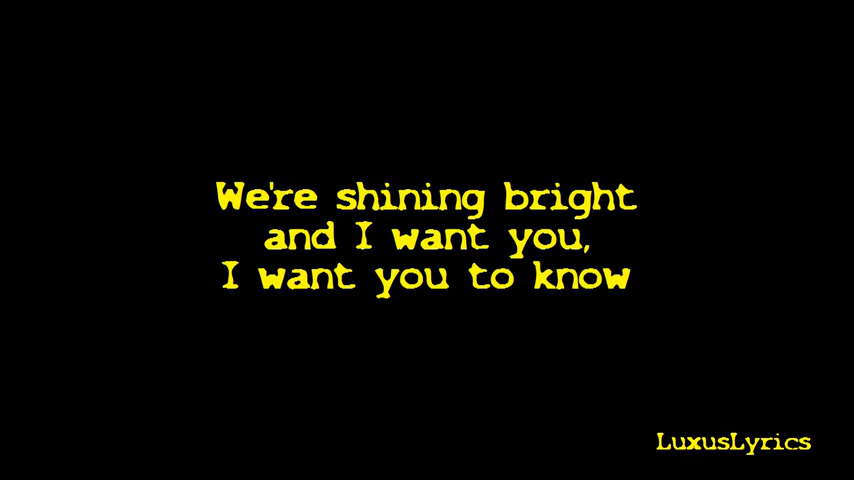 We're shining bright
and I want you,
I want you to know
LuxusLyrics